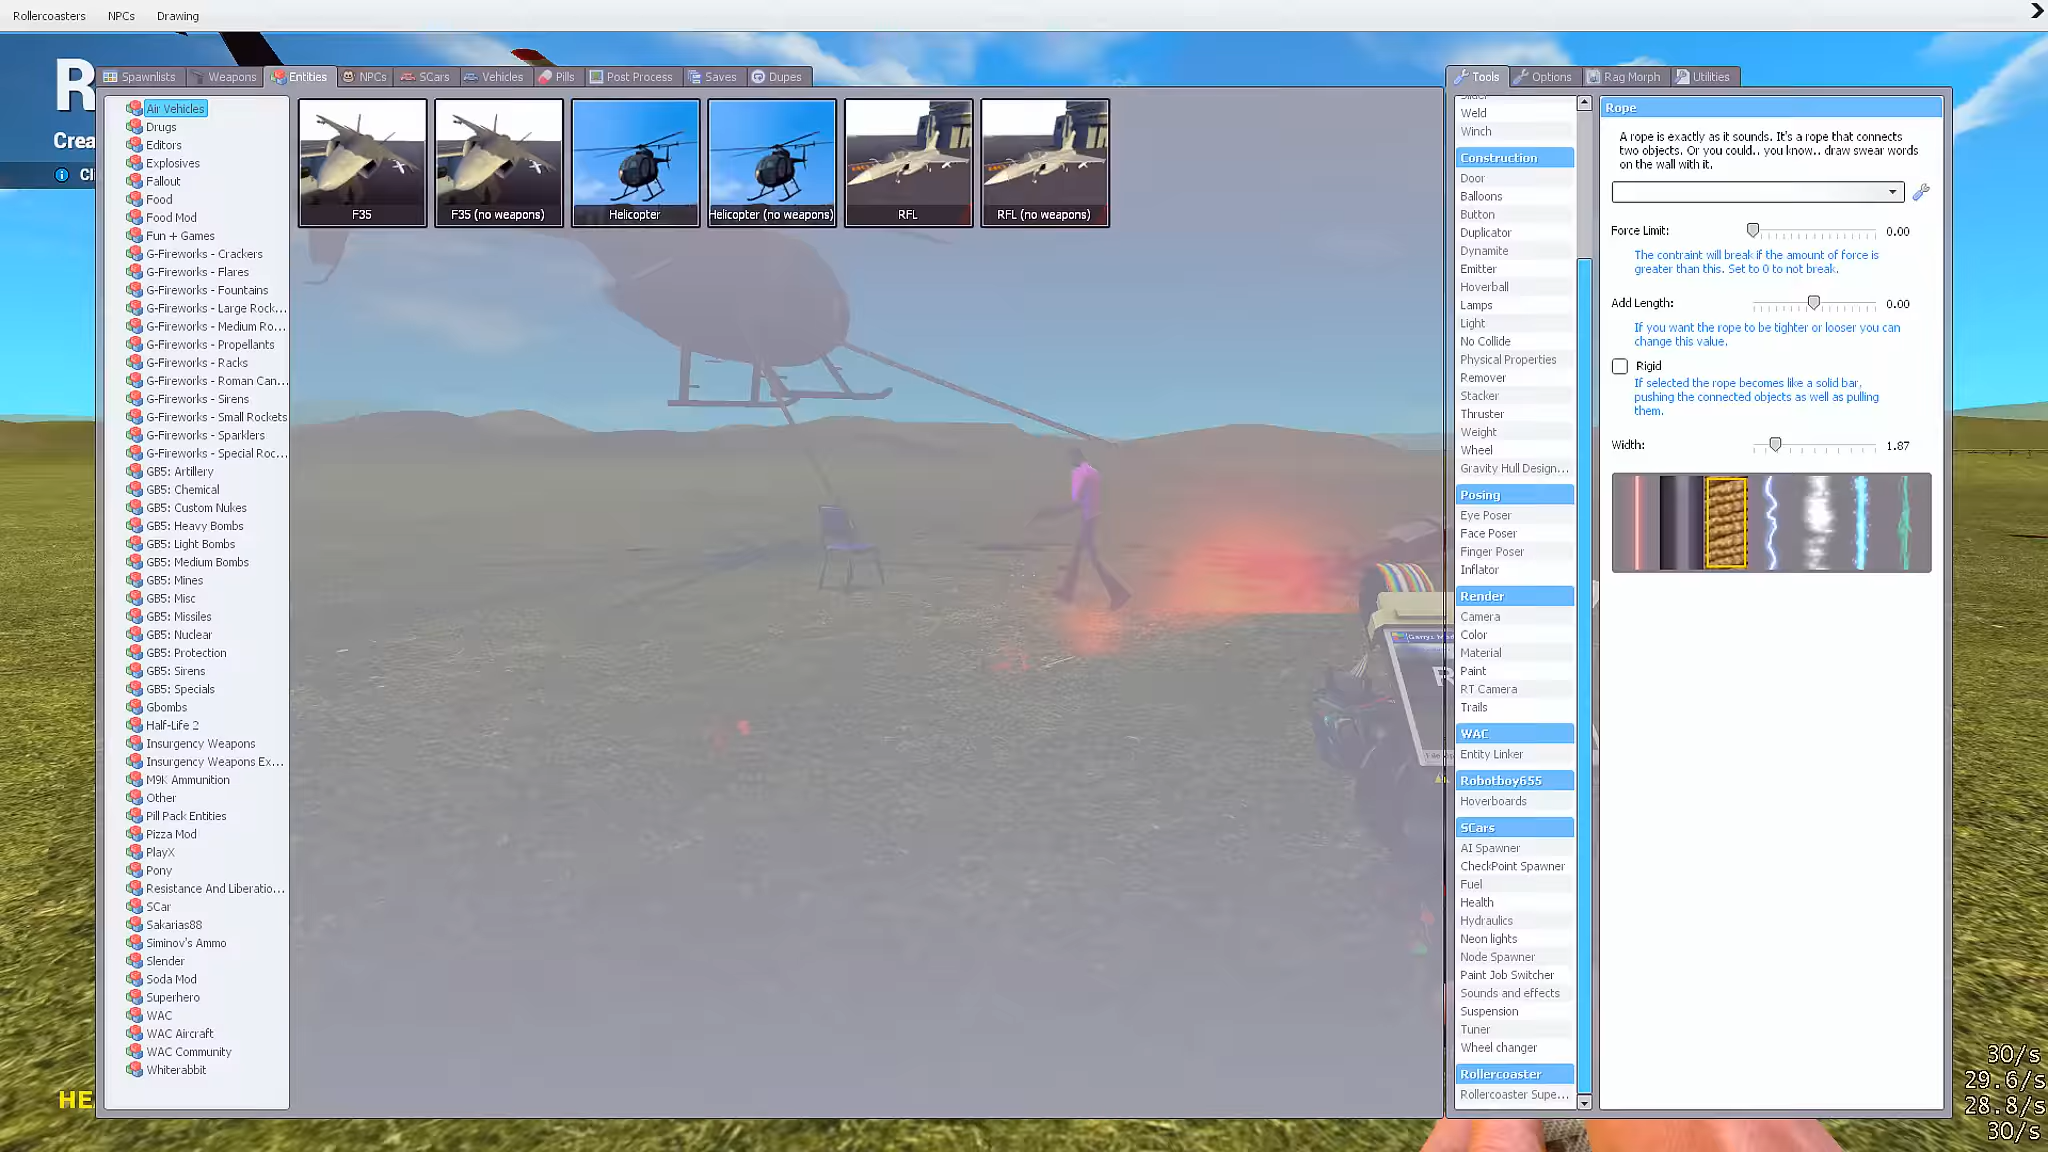 Rollercoasters NPCs Drawing
R
Crea
Cli
Spawnlists Weapons Entities NPCs SCars Vehicles Pills Post Process Saves Dupes
Air Vehicles
Drugs
Editors
Explosives
Fallout
Food
Food Mod
Fun + Games
G-Fireworks - Crackers
G-Fireworks - Flares
G-Fireworks - Fountains
G-Fireworks - Large Rock...
G-Fireworks - Medium Ro...
G-Fireworks - Propellants
G-Fireworks - Racks
G-Fireworks - Roman Can...
G-Fireworks - Sirens
G-Fireworks - Small Rockets
G-Fireworks - Sparklers
G-Fireworks - Special Roc...
GB5: Artillery
GB5: Chemical
GB5: Custom Nukes
GB5: Heavy Bombs
GB5: Light Bombs
GB5: Medium Bombs
GB5: Mines
GB5: Misc
GB5: Missiles
GB5: Nuclear
GB5: Protection
GB5: Sirens
GB5: Specials
Gbombs
Half-Life 2
Insurgency Weapons
Insurgency Weapons Ex...
M9K Ammunition
Other
Pill Pack Entities
Pizza Mod
PlayX
Pony
Resistance And Liberatio...
SCar
Sakarias88
Siminov's Ammo
Slender
Soda Mod
Superhero
WAC
WAC Aircraft
WAC Community
Whiterabbit
F35
F35 (no weapons)
Helicopter
Helicopter (no weapons)
RFL
RFL (no weapons)
Tools Options Rag Morph Utilities
Slider
Weld
Winch
Construction
Door
Balloons
Button
Duplicator
Dynamite
Emitter
Hoverball
Lamps
Light
No Collide
Physical Properties
Remover
Stacker
Thruster
Weight
Wheel
Gravity Hull Design...
Posing
Eye Poser
Face Poser
Finger Poser
Inflator
Render
Camera
Color
Material
Paint
RT Camera
Trails
WAC
Entity Linker
Robotboy655
Hoverboards
SCars
AI Spawner
CheckPoint Spawner
Fuel
Health
Hydraulics
Neon lights
Node Spawner
Paint Job Switcher
Sounds and effects
Suspension
Tuner
Wheel changer
Rollercoaster
Rollercoaster Supe...
Rope
A rope is exactly as it sounds. It's a rope that connects
two objects. Or you could.. you know.. draw swear words
on the wall with it.
Force Limit: 0.00
The contraint will break if the amount of force is
greater than this. Set to 0 to not break.
Add Length: 0.00
If you want the rope to be tighter or looser you can
change this value.
Rigid
If selected the rope becomes like a solid bar,
pushing the connected objects as well as pulling
them.
Width: 1.87
HEA
30/s
29.6/s
28.8/s
30/s